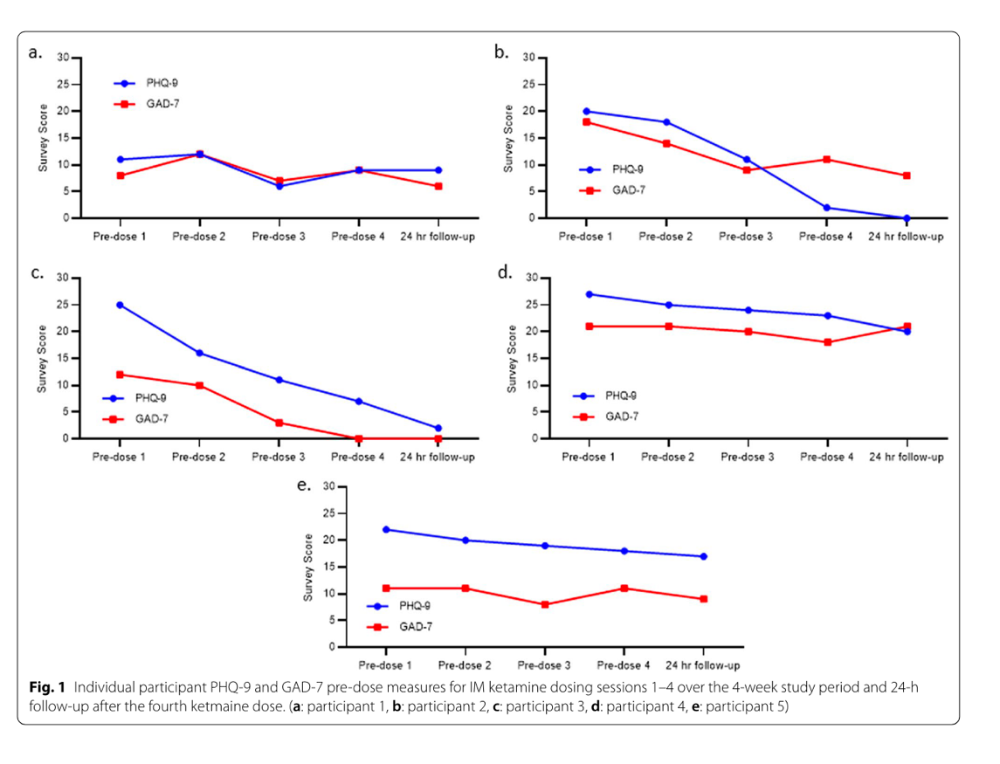 a.
30
25
20
15
10
5
0
Survey Score
PHQ-9
GAD-7
Pre-dose 1 Pre-dose 2 Pre-dose 3 Pre-dose 4 24 hr follow-up
b.
30
25
20
15
10
5
0
Survey Score
PHQ-9
GAD-7
Pre-dose 1 Pre-dose 2 Pre-dose 3 Pre-dose 4 24 hr follow-up
c.
30
25
20
15
10
5
0
Survey Score
PHQ-9
GAD-7
Pre-dose 1 Pre-dose 2 Pre-dose 3 Pre-dose 4 24 hr follow-up
d.
30
25
20
15
10
5
0
Survey Score
PHQ-9
GAD-7
Pre-dose 1 Pre-dose 2 Pre-dose 3 Pre-dose 4 24 hr follow-up
e.
30
25
20
15
10
5
0
Survey Score
PHQ-9
GAD-7
Pre-dose 1 Pre-dose 2 Pre-dose 3 Pre-dose 4 24 hr follow-up
Fig. 1 Individual participant PHQ-9 and GAD-7 pre-dose measures for IM ketamine dosing sessions 1–4 over the 4-week study period and 24-h
follow-up after the fourth ketmaine dose. (a: participant 1, b: participant 2, c: participant 3, d: participant 4, e: participant 5)